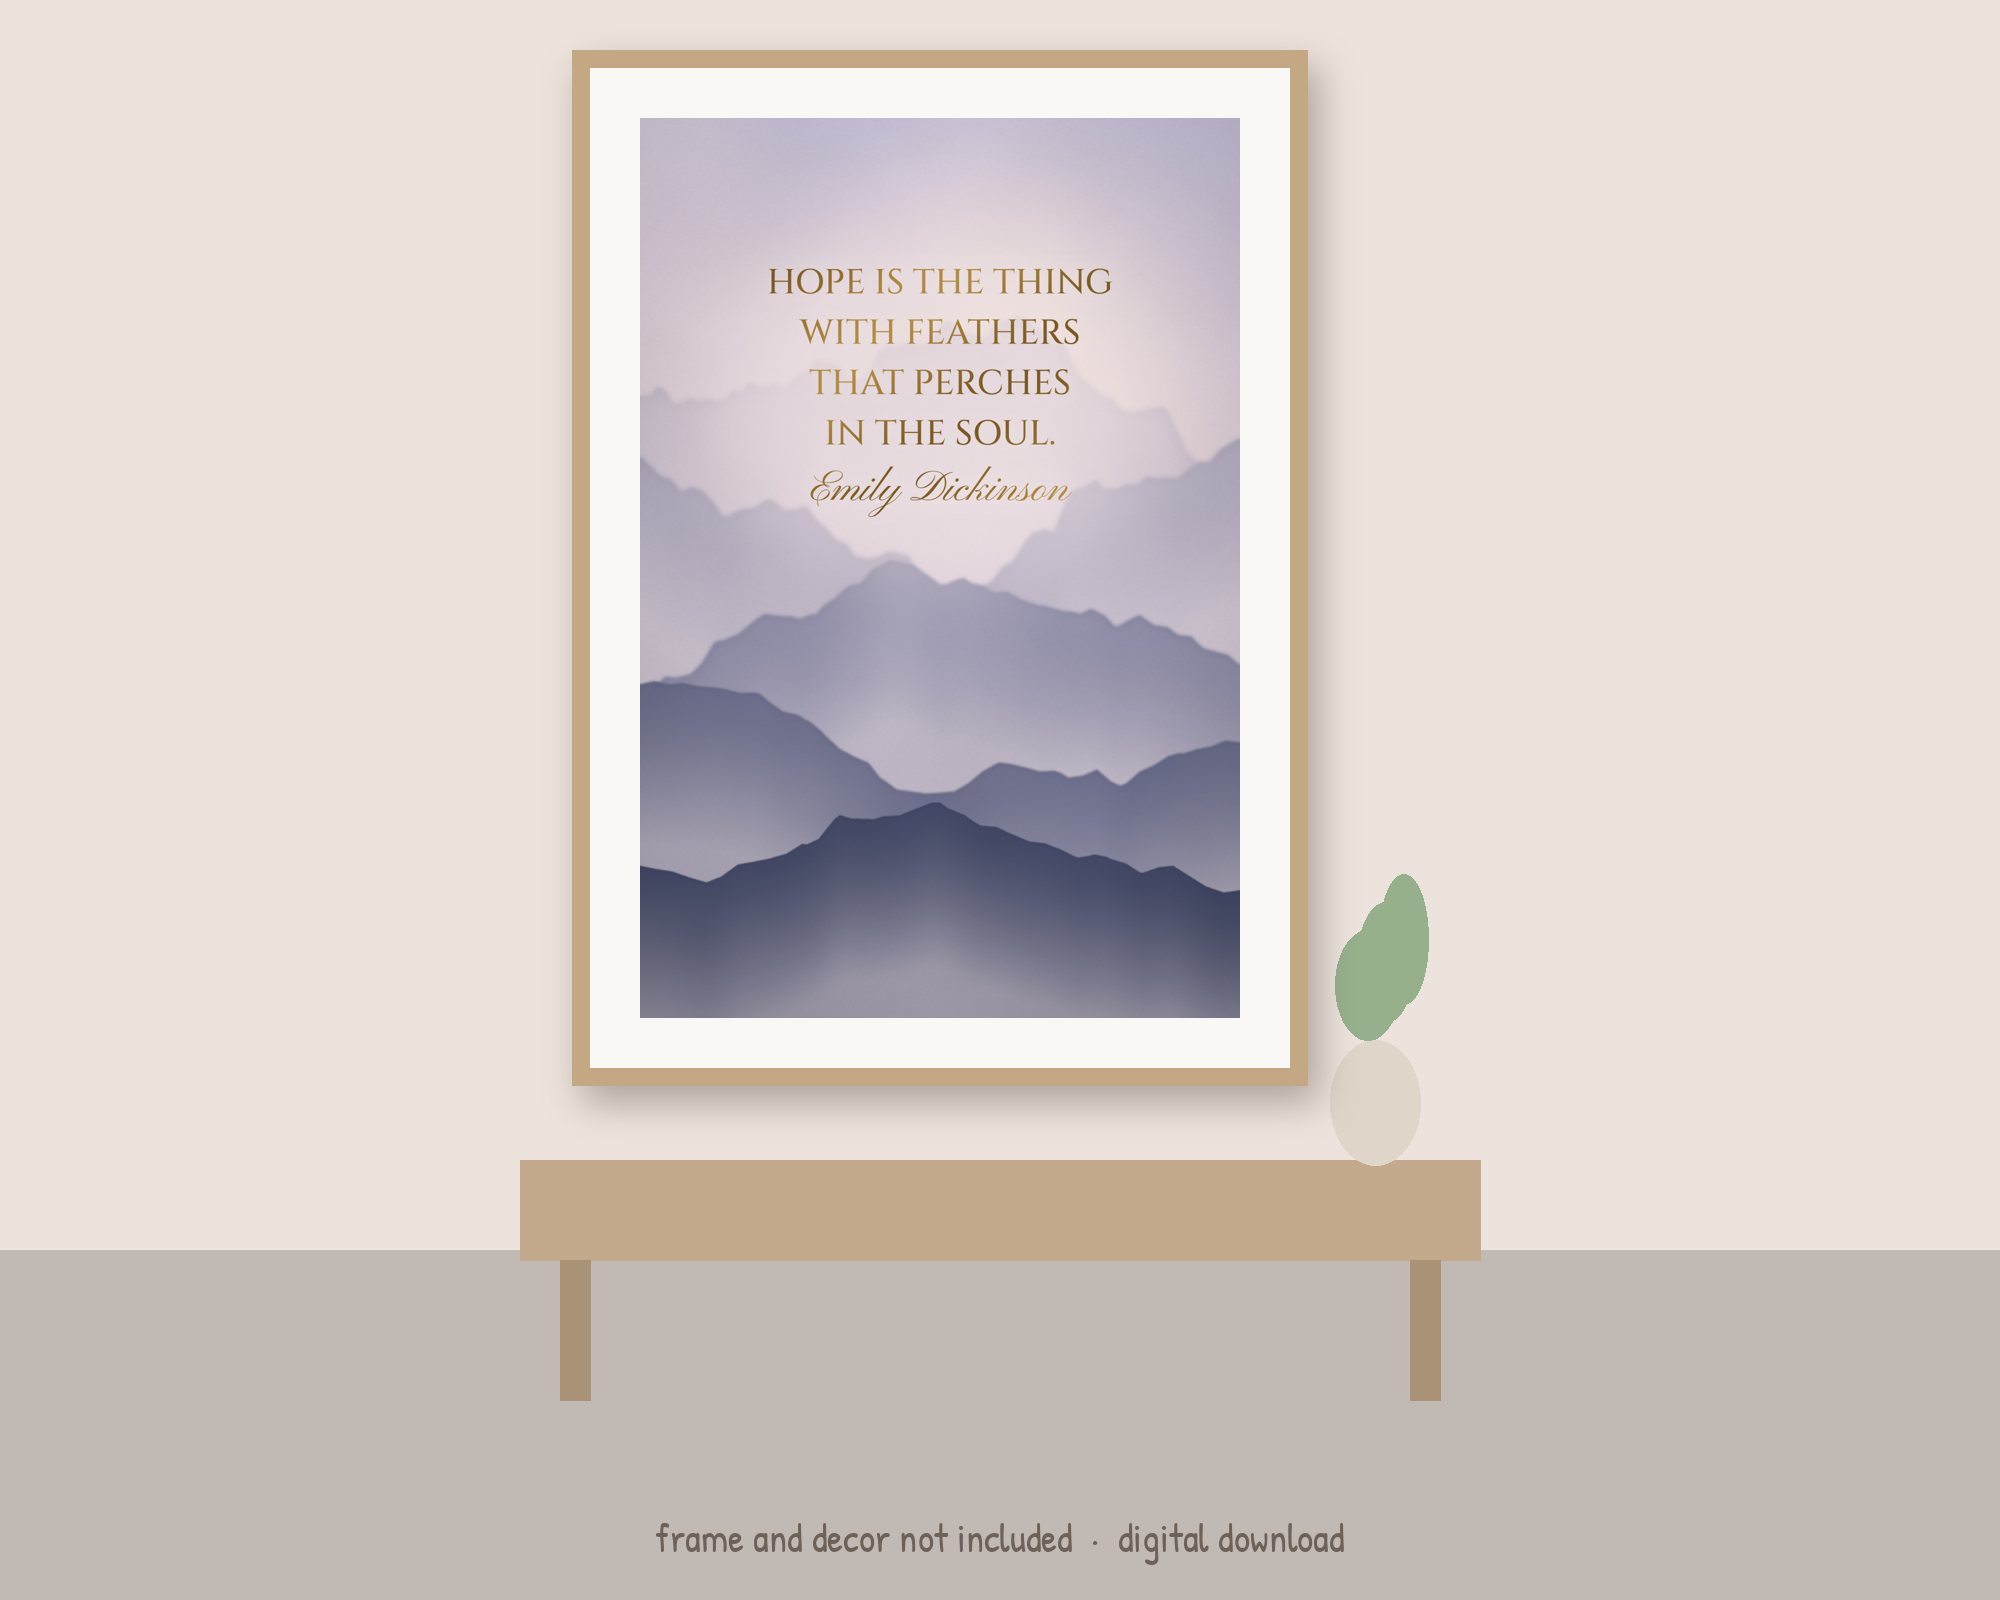 HOPE IS THE THING
WITH FEATHERS
THAT PERCHES
IN THE SOUL.
Emily Dickinson
frame and decor not included · digital download